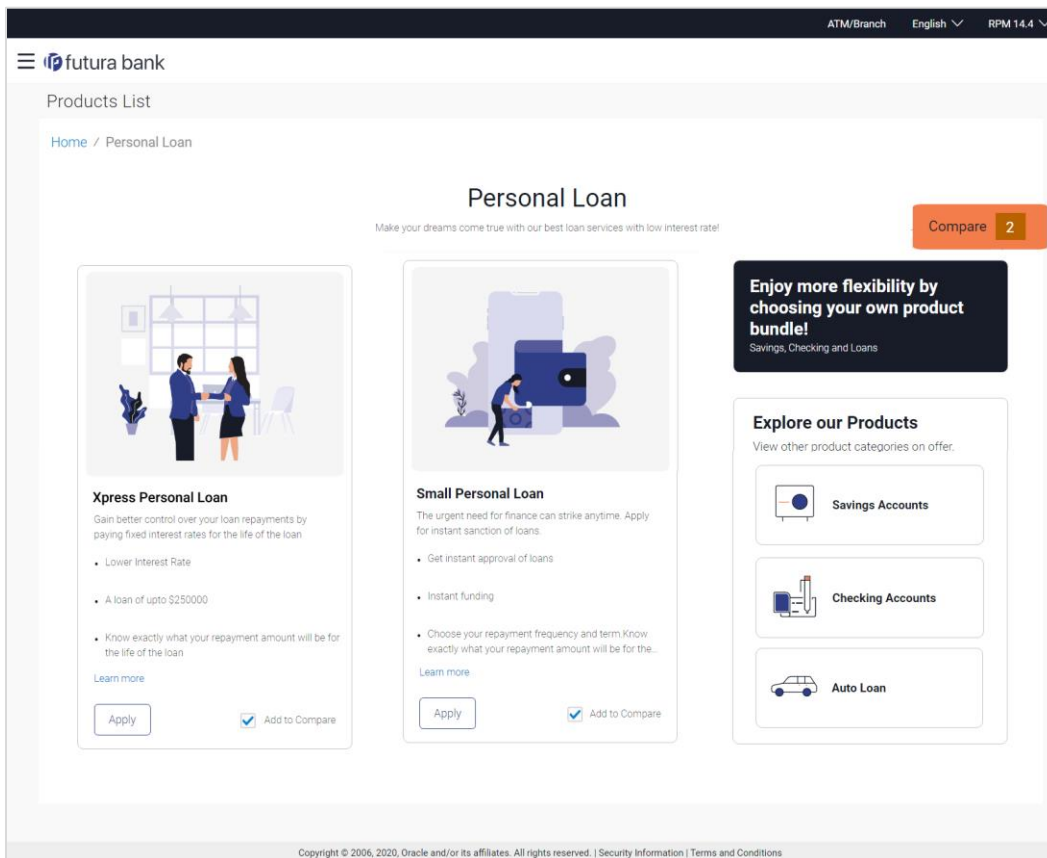 ATM/Branch English RPM 14.4
futura bank
Products List
Home / Personal Loan
Personal Loan
Make your dreams come true with our best loan services with low interest rate!
Compare 2
Xpress Personal Loan
Gain better control over your loan repayments by
paying fixed interest rates for the life of the loan
• Lower Interest Rate
• A loan of upto $250000
• Know exactly what your repayment amount will be for
the life of the loan
Learn more
Apply
Add to Compare
Small Personal Loan
The urgent need for finance can strike anytime. Apply
for instant sanction of loans.
• Get instant approval of loans
• Instant funding
• Choose your repayment frequency and term.Know
exactly what your repayment amount will be for the...
Learn more
Apply
Add to Compare
Enjoy more flexibility by
choosing your own product
bundle!
Savings, Checking and Loans
Explore our Products
View other product categories on offer.
Savings Accounts
Checking Accounts
Auto Loan
Copyright © 2006, 2020, Oracle and/or its affiliates. All rights reserved. | Security Information | Terms and Conditions